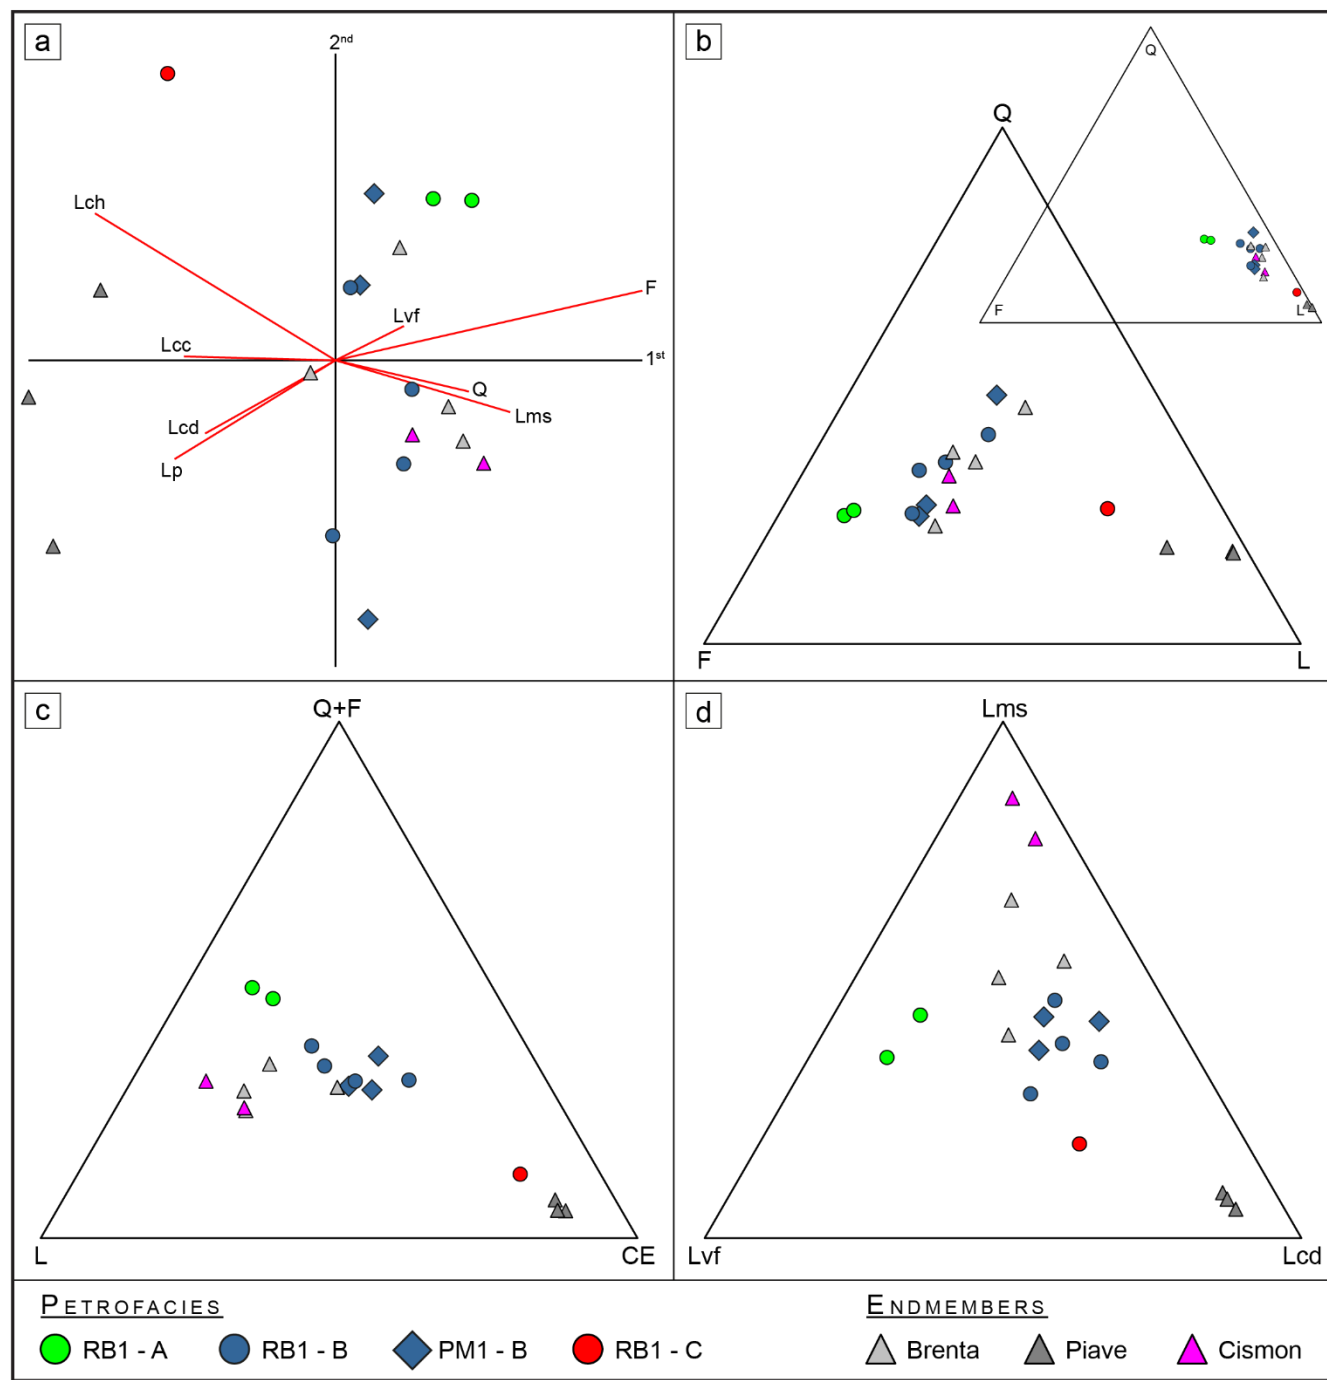 a
2nd
Lch
F
Lvf
Lcc
1st
Q
Lms
Lcd
Lp
b
Q
F
L
Q
F
L
c
Q+F
L
CE
d
Lms
Lvf
Lcd
PETROFACIES
RB1 - A
RB1 - B
PM1 - B
RB1 - C
ENDMEMBERS
Brenta
Piave
Cismon